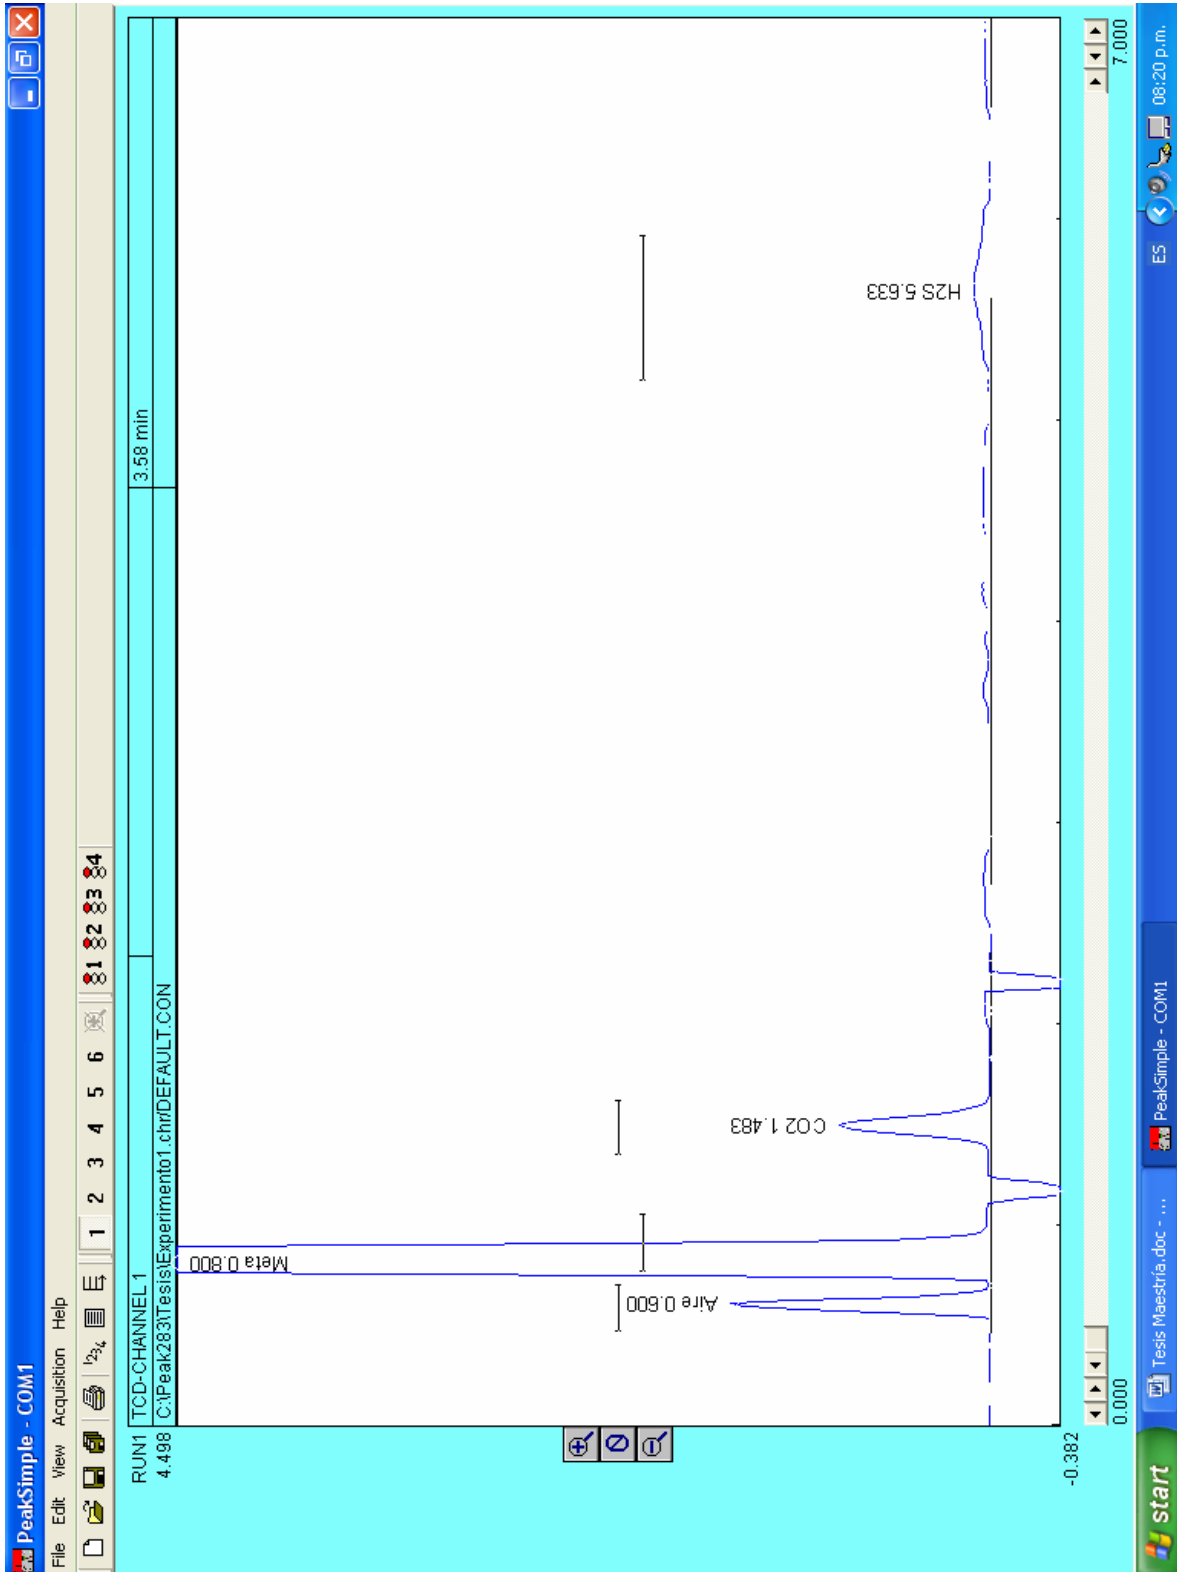 PeakSimple - COM1
File Edit View Acquisition Help
1 2 3 4 5 6 1 2 3 4
RUN1 TCD-CHANNEL 1 3.58 min
4.498 C:\Peak283\Tesis\Experimento1.chr/DEFAULT.CON
Meta 0.800
Aire 0.600
CO2 1.483
H2S 5.633
-0.382
0.000 7.000
start Tesis Maestría.doc - ... PeakSimple - COM1 ES 08:20 p.m.